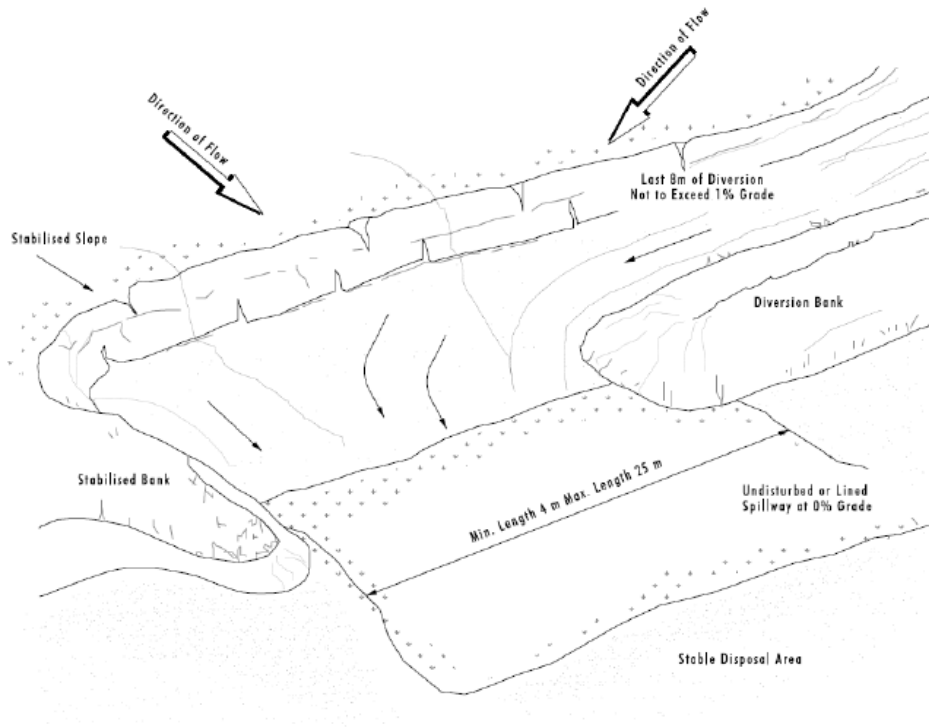 Direction of Flow
Direction of Flow
Last 8m of Diversion
Not to Exceed 1% Grade
Stabilised Slope
Diversion Bank
Stabilised Bank
Min. Length 4 m Max. Length 25 m
Undisturbed or Lined
Spillway at 0% Grade
Stable Disposal Area